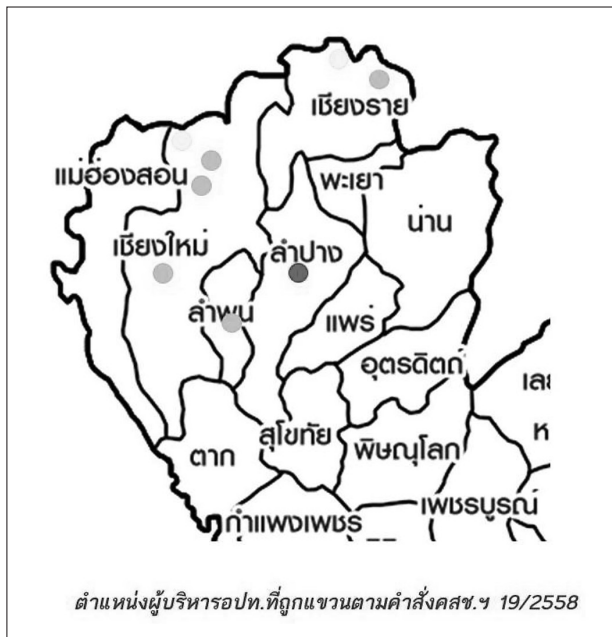 เชียงราย
แม่ฮ่องสอน
พะเยา
น่าน
เชียงใหม่
ลำปาง
ลำพูน
แพร่
อุตรดิตถ์
สุโขทัย
ตาก
พิษณุโลก
เพชรบูรณ์
กำแพงเพชร
ตำแหน่งผู้บริหารอปท.ที่ถูกแขวนตามคำสั่งคสช.ฯ 19/2558